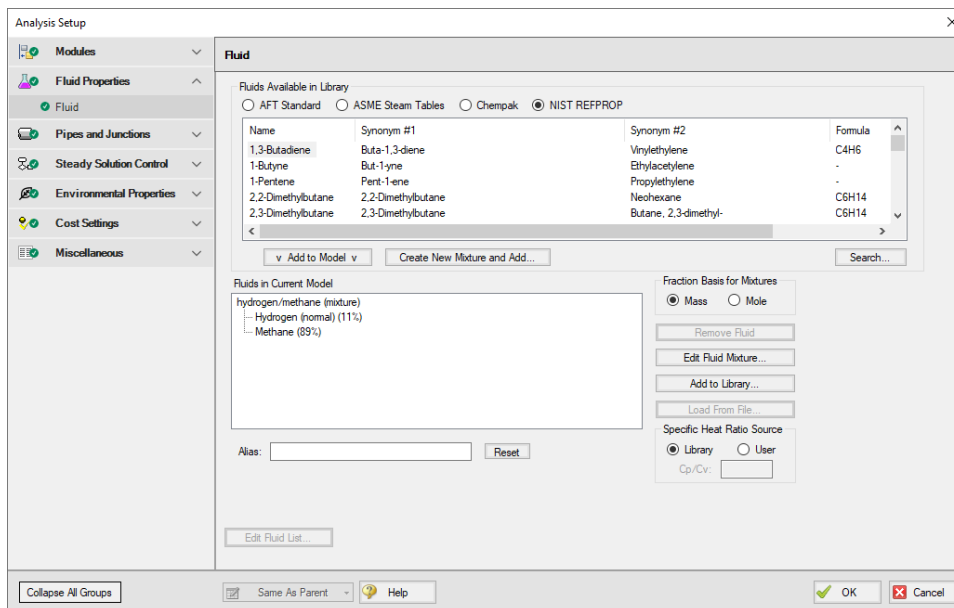 Analysis Setup
Modules
Fluid Properties
Fluid
Pipes and Junctions
Steady Solution Control
Environmental Properties
Cost Settings
Miscellaneous
Fluid
Fluids Available in Library
AFT Standard ASME Steam Tables Chempak NIST REFPROP
Name Synonym #1 Synonym #2 Formula
1,3-Butadiene Buta-1,3-diene Vinylethylene C4H6
1-Butyne But-1-yne Ethylacetylene -
1-Pentene Pent-1-ene Propylethylene -
2,2-Dimethylbutane 2,2-Dimethylbutane Neohexane C6H14
2,3-Dimethylbutane 2,3-Dimethylbutane Butane, 2,3-dimethyl- C6H14
v Add to Model v Create New Mixture and Add... Search...
Fluids in Current Model
hydrogen/methane (mixture)
Hydrogen (normal) (11%)
Methane (89%)
Fraction Basis for Mixtures
Mass Mole
Remove Fluid
Edit Fluid Mixture...
Add to Library...
Load From File...
Specific Heat Ratio Source
Library User
Cp/Cv:
Alias: Reset
Edit Fluid List...
Collapse All Groups Same As Parent Help OK Cancel